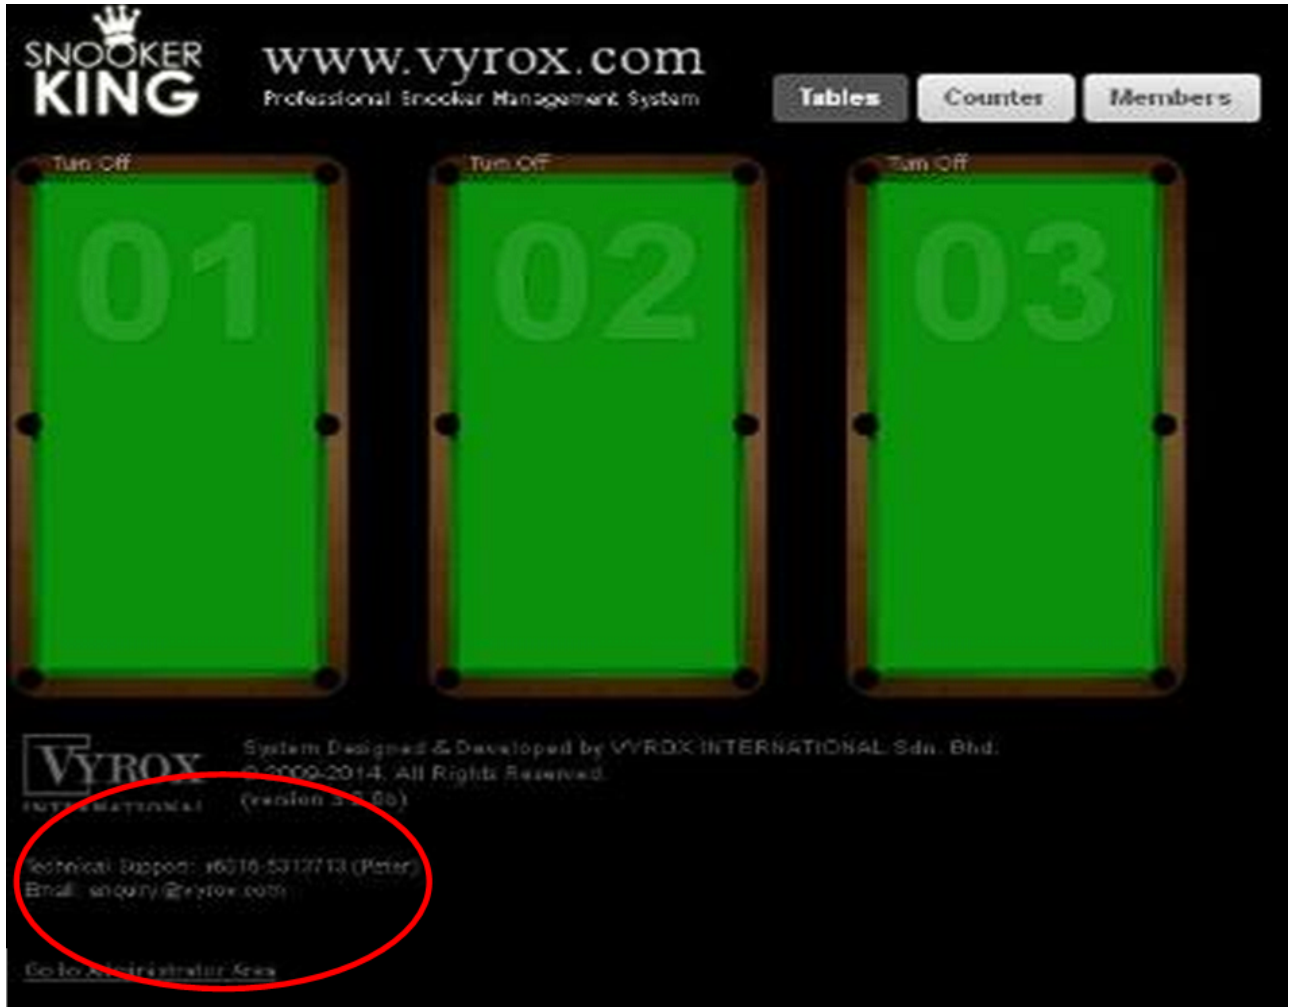 SNOOKER
KING
www.vyrox.com
Professional Snooker Management System
Tables
Counter
Members
Turn Off
Turn Off
Turn Off
01
02
03
VYROX
INTERNATIONAL
System Designed & Developed by VYROX INTERNATIONAL Sdn. Bhd.
© 2009-2014. All Rights Reserved.
(version
Technical Support: (Peter)
Email: enquiry@vyrox.com
Go to Administrator Area